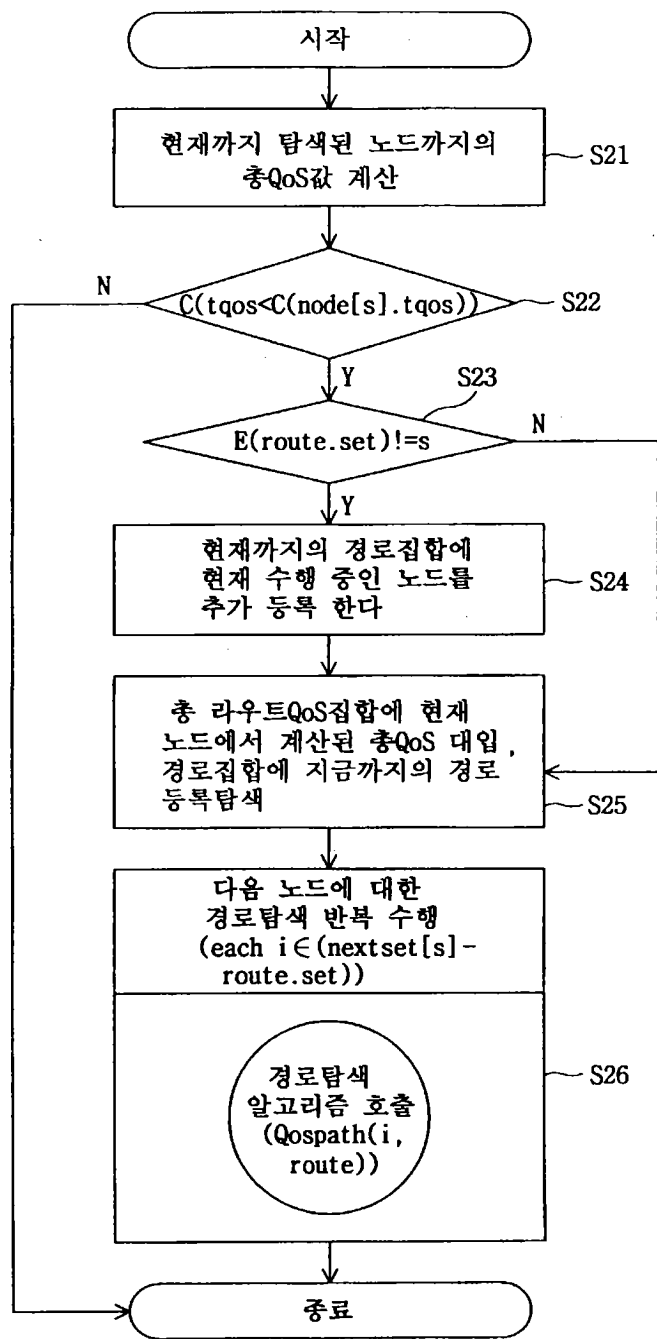 시작
현재까지 탐색된 노드까지의
총QoS값 계산
S21
N
C(tqos<C(node[s].tqos))
S22
Y
S23
E(route.set)!=s
N
Y
현재까지의 경로집합에
현재 수행 중인 노드를
추가 등록 한다
S24
총 라우트QoS집합에 현재
노드에서 계산된 총QoS 대입,
경로집합에 지금까지의 경로
등록탐색
S25
다음 노드에 대한
경로탐색 반복 수행
(each i∈(nextset[s]-
route.set))
경로탐색
알고리즘 호출
(Qospath(i,
route))
S26
종료